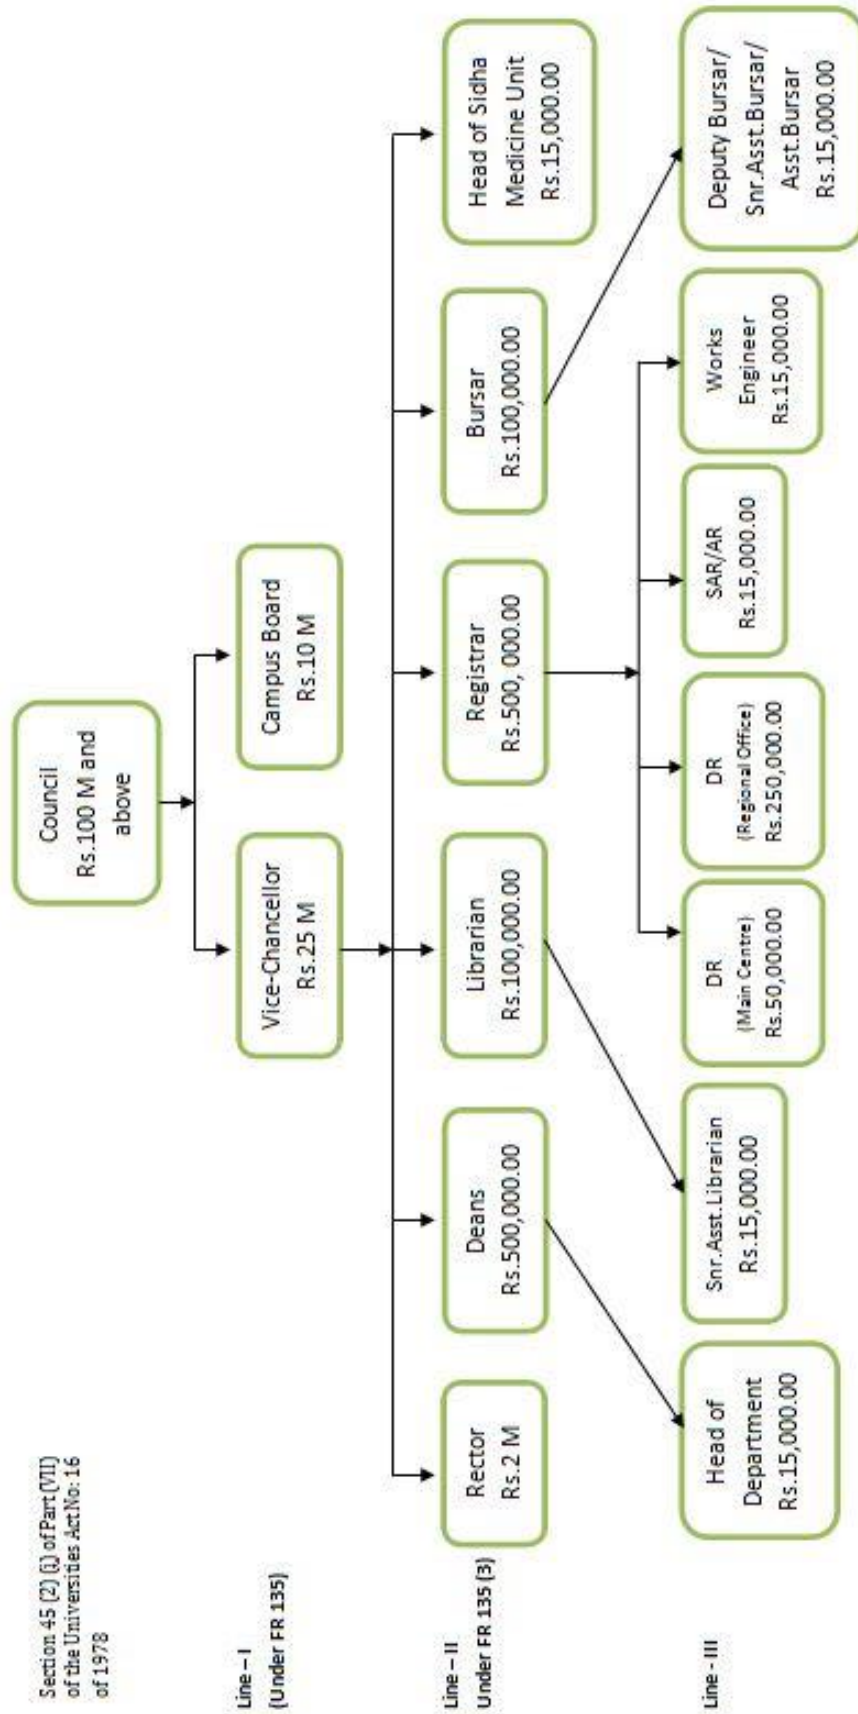 Section 45 (2) (i) of Part (VII)
of the Universities Act No: 16
of 1978
Council
Rs.100 M and
above
Line – I
(Under FR 135)
Vice-Chancellor
Rs.25 M
Campus Board
Rs.10 M
Line – II
Under FR 135 (3)
Rector
Rs.2 M
Deans
Rs.500,000.00
Librarian
Rs.100,000.00
Registrar
Rs.500, 000.00
Bursar
Rs.100,000.00
Head of Sidha
Medicine Unit
Rs.15,000.00
Line - III
Head of
Department
Rs.15,000.00
Snr.Asst.Librarian
Rs.15,000.00
DR
(Main Centre)
Rs.50,000.00
DR
(Regional Office)
Rs.250,000.00
SAR/AR
Rs.15,000.00
Works
Engineer
Rs.15,000.00
Deputy Bursar/
Snr.Asst.Bursar/
Asst.Bursar
Rs.15,000.00